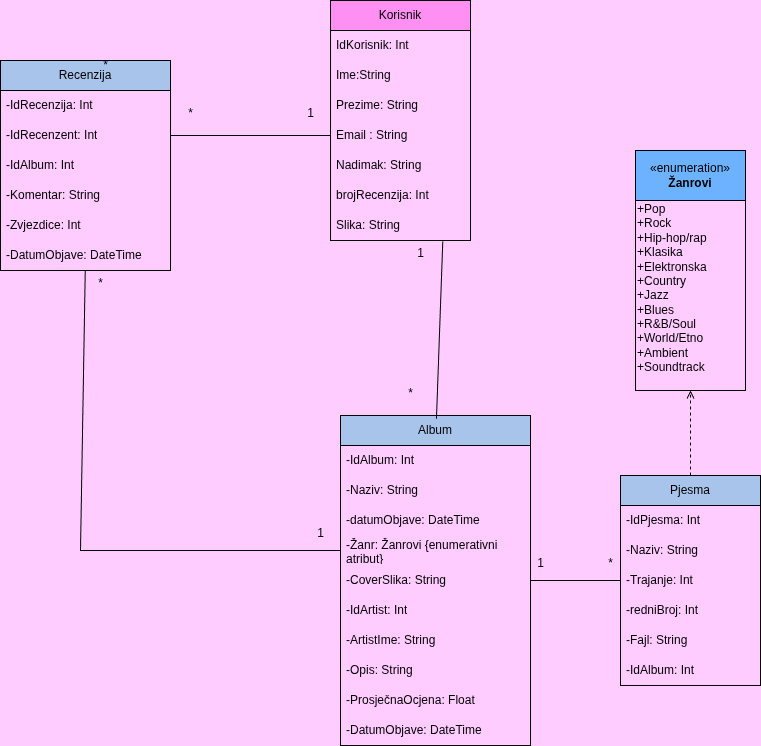 Korisnik
IdKorisnik: Int
Ime:String
Prezime: String
Email : String
Nadimak: String
brojRecenzija: Int
Slika: String
*
Recenzija
-IdRecenzija: Int
-IdRecenzent: Int
-IdAlbum: Int
-Komentar: String
-Zvjezdice: Int
-DatumObjave: DateTime
*
1
«enumeration»
Žanrovi
+Pop
+Rock
+Hip-hop/rap
+Klasika
+Elektronska
+Country
+Jazz
+Blues
+R&B/Soul
+World/Etno
+Ambient
+Soundtrack
1
*
*
1
Album
-IdAlbum: Int
-Naziv: String
-datumObjave: DateTime
-Žanr: Žanrovi {enumerativni
atribut}
-CoverSlika: String
-IdArtist: Int
-ArtistIme: String
-Opis: String
-ProsječnaOcjena: Float
-DatumObjave: DateTime
1
*
Pjesma
-IdPjesma: Int
-Naziv: String
-Trajanje: Int
-redniBroj: Int
-Fajl: String
-IdAlbum: Int